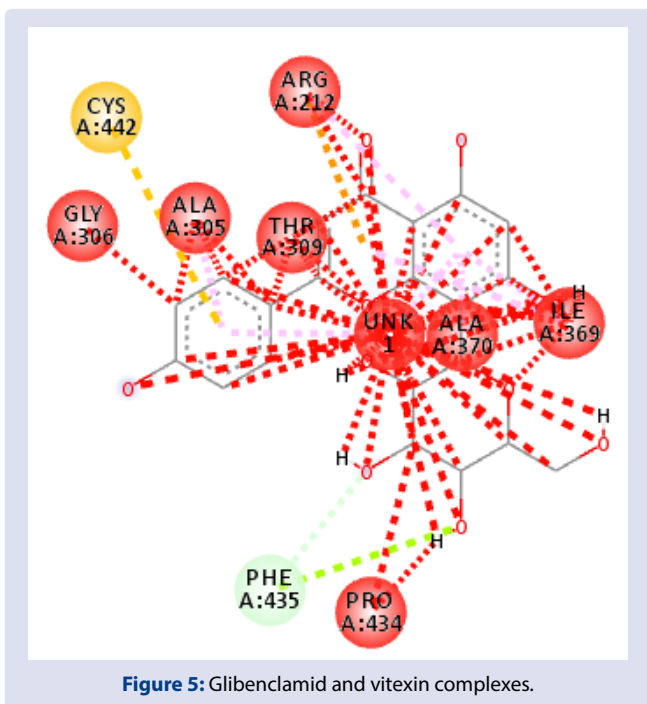 ARG
A:212
CYS
A:442
GLY
A:306
ALA
A:305
THR
A:309
O
O
UNK
1
ALA
A:370
H
ILE
A:369
O
H
O
O
H
O
H
O
O
H
PHE
A:435
PRO
A:434
Figure 5: Glibenclamid and vitexin complexes.